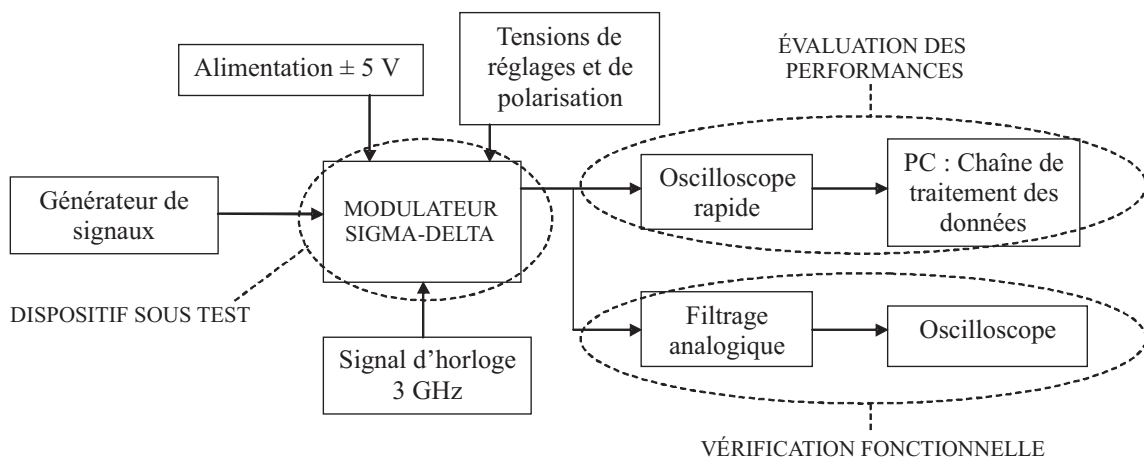 Alimentation ± 5 V
Tensions de
réglages et de
polarisation
ÉVALUATION DES
PERFORMANCES
Générateur de
signaux
MODULATEUR
SIGMA-DELTA
Oscilloscope
rapide
PC : Chaîne de
traitement des
données
DISPOSITIF SOUS TEST
Signal d’horloge
3 GHz
Filtrage
analogique
Oscilloscope
VÉRIFICATION FONCTIONNELLE